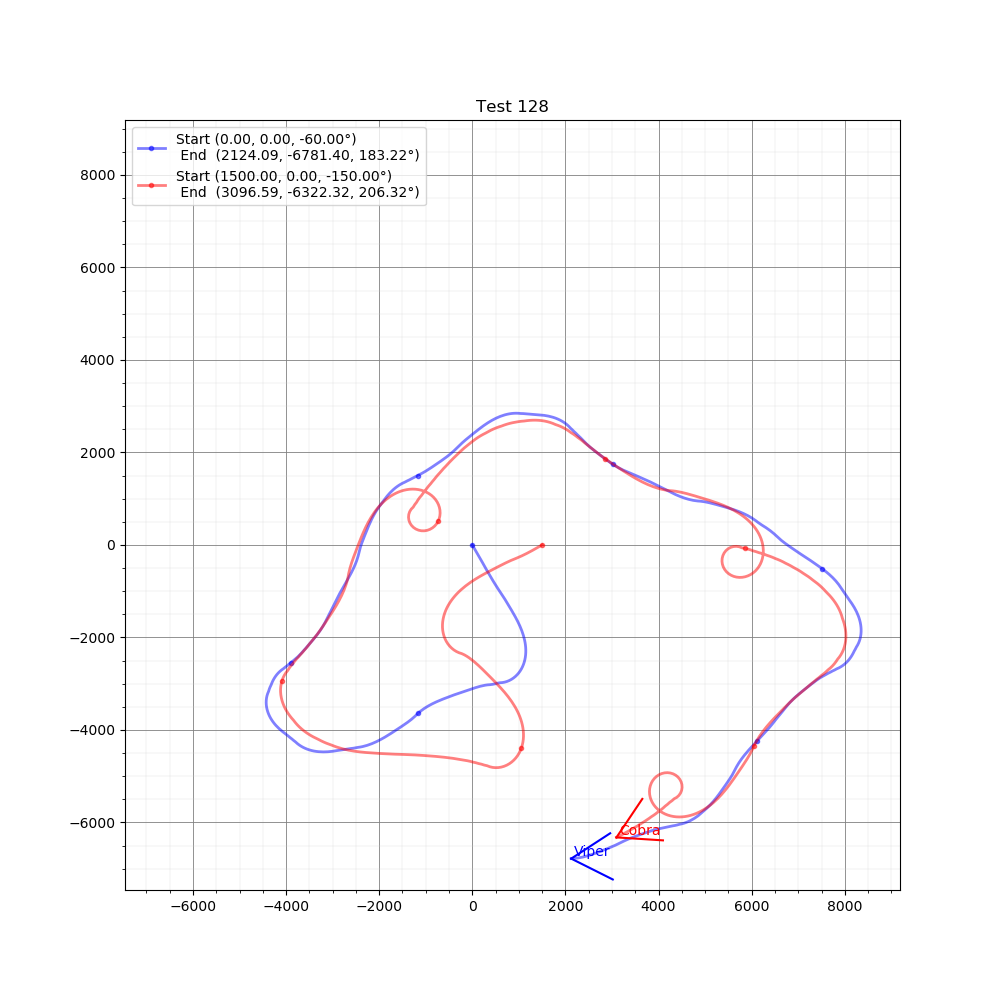 Test 128
Start (0.00, 0.00, -60.00°)
End  (2124.09, -6781.40, 183.22°)
Start (1500.00, 0.00, -150.00°)
End  (3096.59, -6322.32, 206.32°)
8000
6000
4000
2000
0
−2000
−4000
−6000
Cobra
Viper
−6000 −4000 −2000 0 2000 4000 6000 8000